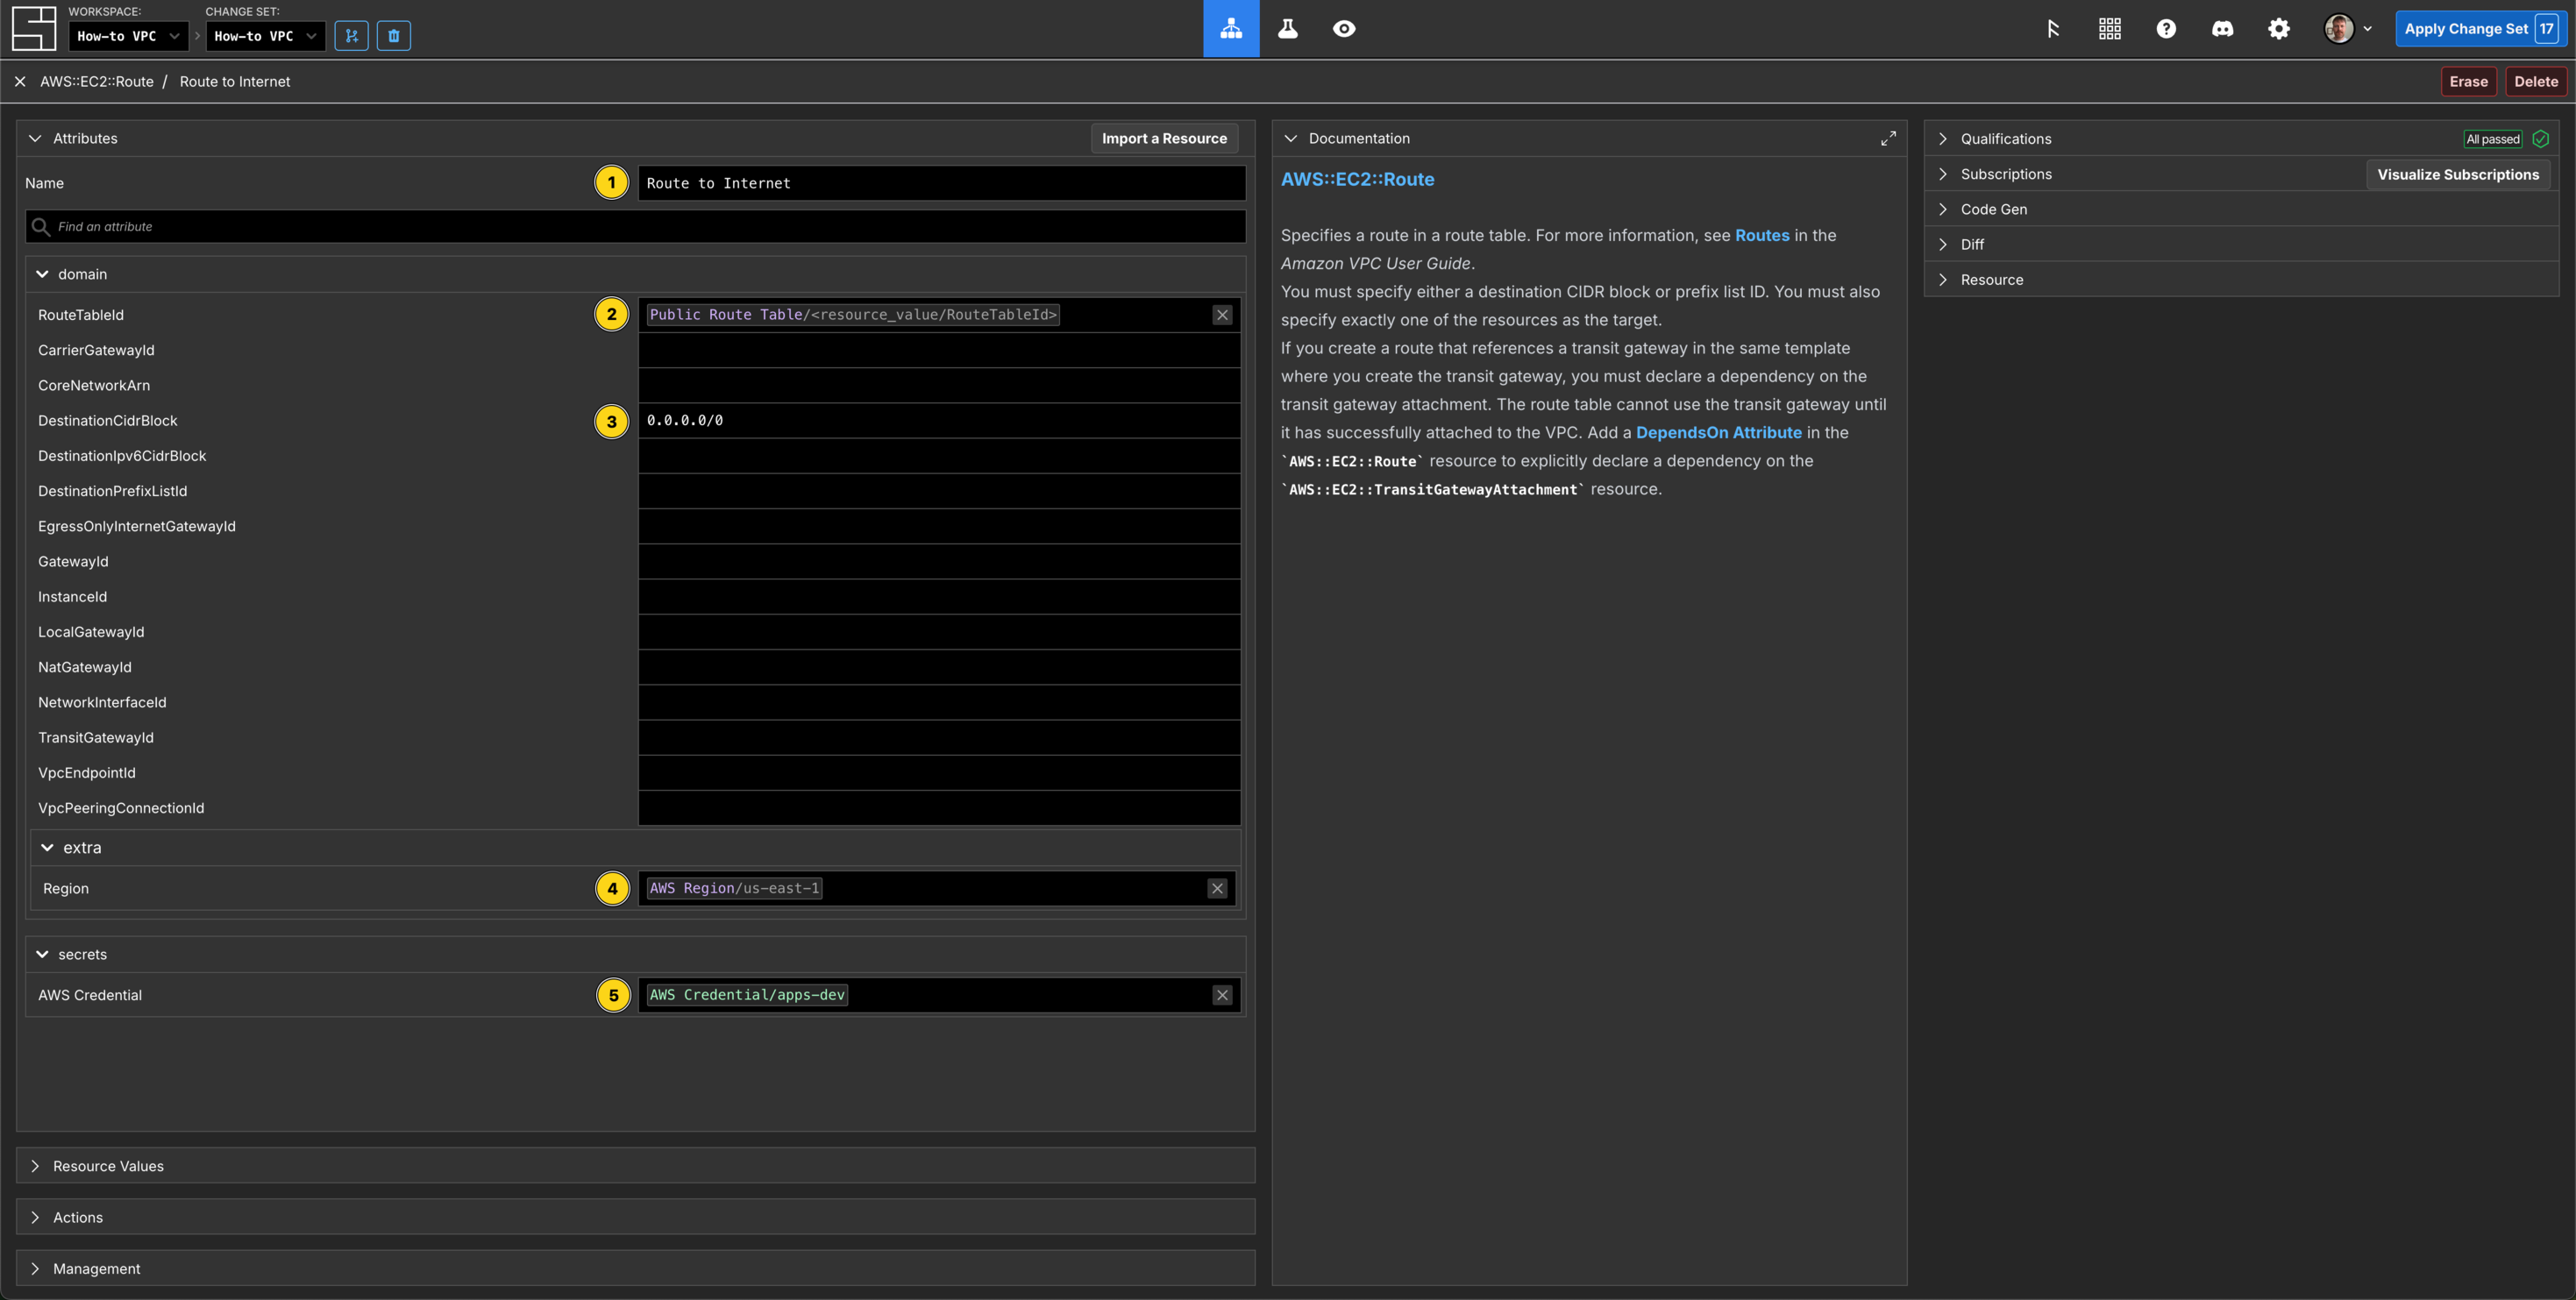 WORKSPACE:
How-to VPC
CHANGE SET:
How-to VPC
Apply Change Set 17
AWS::EC2::Route / Route to Internet
Erase
Delete
Attributes
Import a Resource
Name
1
Route to Internet
Find an attribute
domain
RouteTableId
2
Public Route Table/<resource_value/RouteTableId>
CarrierGatewayId
CoreNetworkArn
DestinationCidrBlock
3
0.0.0.0/0
DestinationIpv6CidrBlock
DestinationPrefixListId
EgressOnlyInternetGatewayId
GatewayId
InstanceId
LocalGatewayId
NatGatewayId
NetworkInterfaceId
TransitGatewayId
VpcEndpointId
VpcPeeringConnectionId
extra
Region
4
AWS Region/us-east-1
secrets
AWS Credential
5
AWS Credential/apps-dev
Resource Values
Actions
Management
Documentation
AWS::EC2::Route
Specifies a route in a route table. For more information, see Routes in the
Amazon VPC User Guide.
You must specify either a destination CIDR block or prefix list ID. You must also
specify exactly one of the resources as the target.
If you create a route that references a transit gateway in the same template
where you create the transit gateway, you must declare a dependency on the
transit gateway attachment. The route table cannot use the transit gateway until
it has successfully attached to the VPC. Add a DependsOn Attribute in the
`AWS::EC2::Route` resource to explicitly declare a dependency on the
`AWS::EC2::TransitGatewayAttachment` resource.
Qualifications
All passed
Subscriptions
Visualize Subscriptions
Code Gen
Diff
Resource